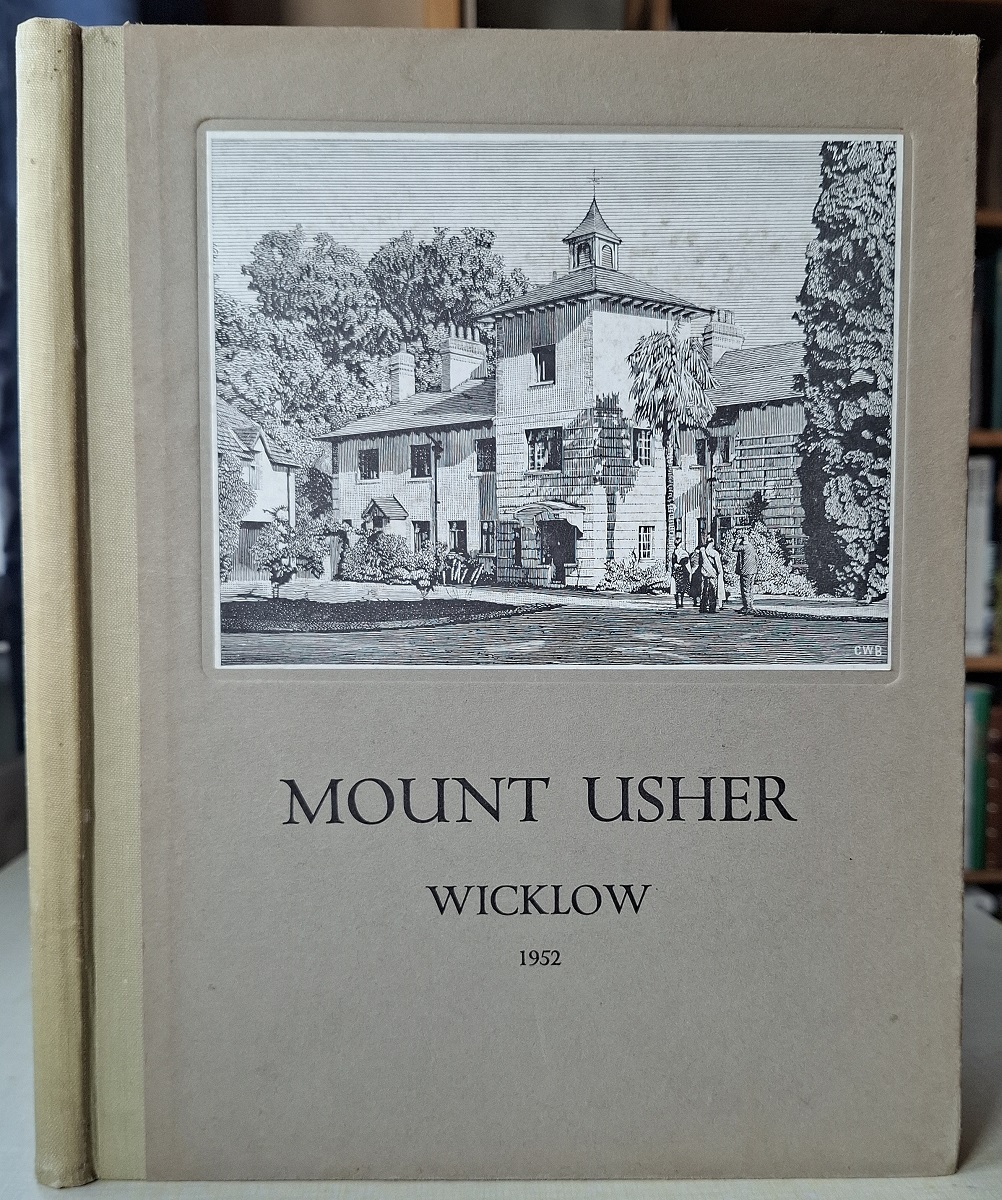 CWB
MOUNT USHER
WICKLOW
1952